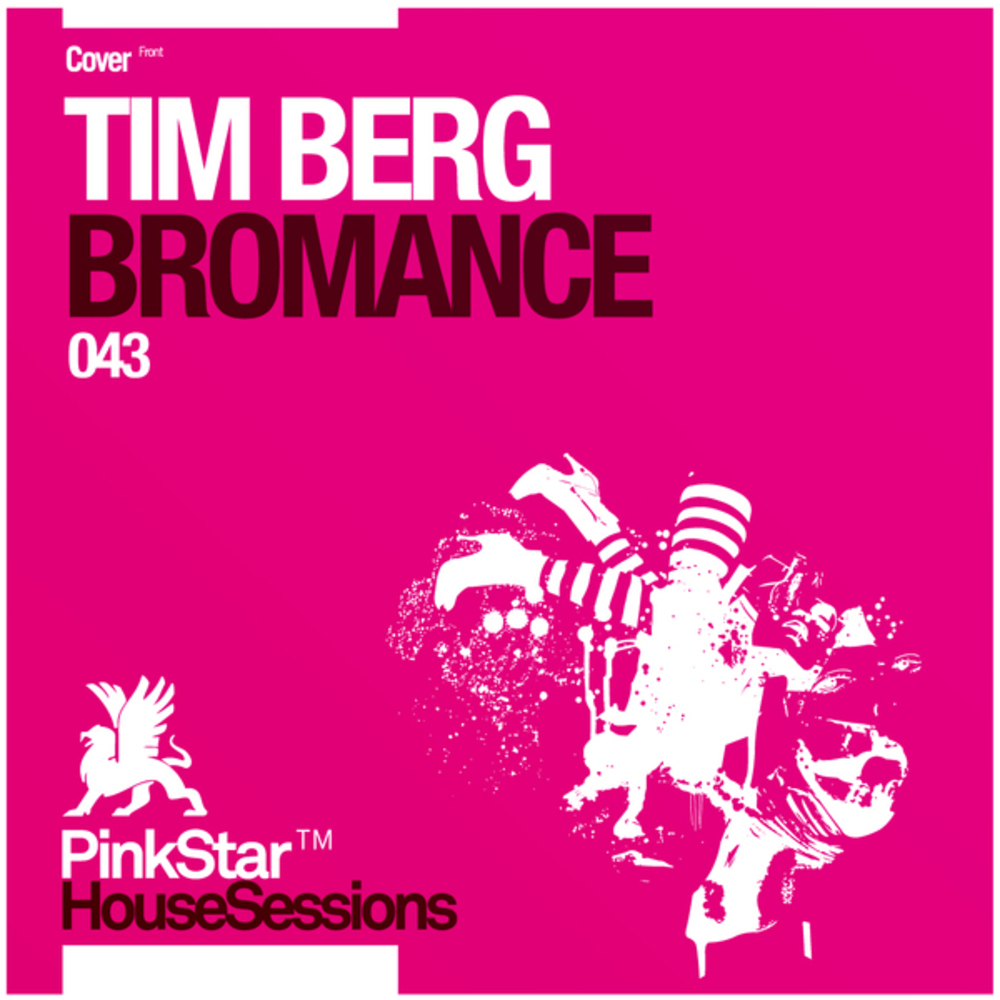 Cover Front
TIM BERG
BROMANCE
043
PinkStar™
HouseSessions